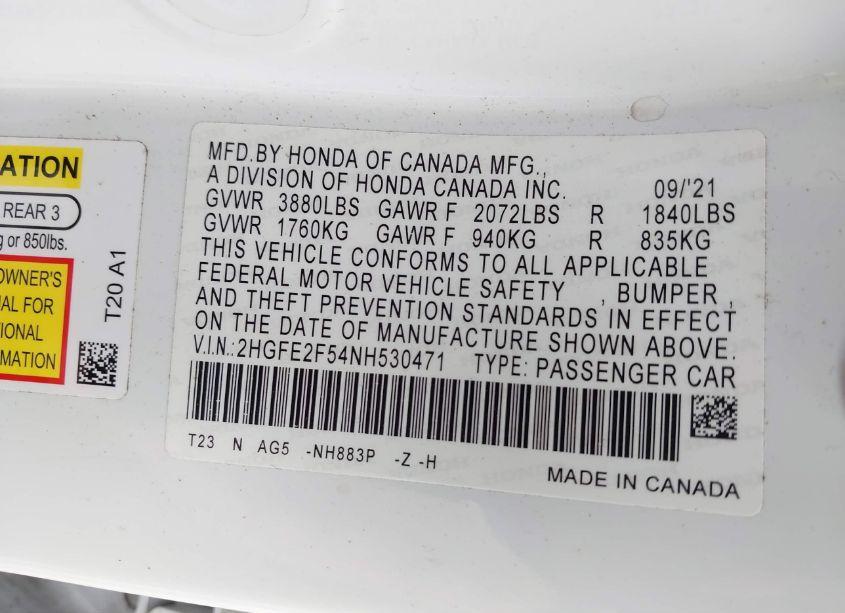 ATION
REAR 3
g or 850lbs.
OWNER'S
AL FOR
TIONAL
RMATION
T20 A1
MFD.BY HONDA OF CANADA MFG.,
A DIVISION OF HONDA CANADA INC. 09/'21
GVWR 3880LBS GAWR F 2072LBS R 1840LBS
GVWR 1760KG GAWR F 940KG R 835KG
THIS VEHICLE CONFORMS TO ALL APPLICABLE
FEDERAL MOTOR VEHICLE SAFETY , BUMPER ,
AND THEFT PREVENTION STANDARDS IN EFFECT
ON THE DATE OF MANUFACTURE SHOWN ABOVE.
V.I.N.:2HGFE2F54NH530471 TYPE: PASSENGER CAR
T23 N AG5 -NH883P -Z -H
MADE IN CANADA